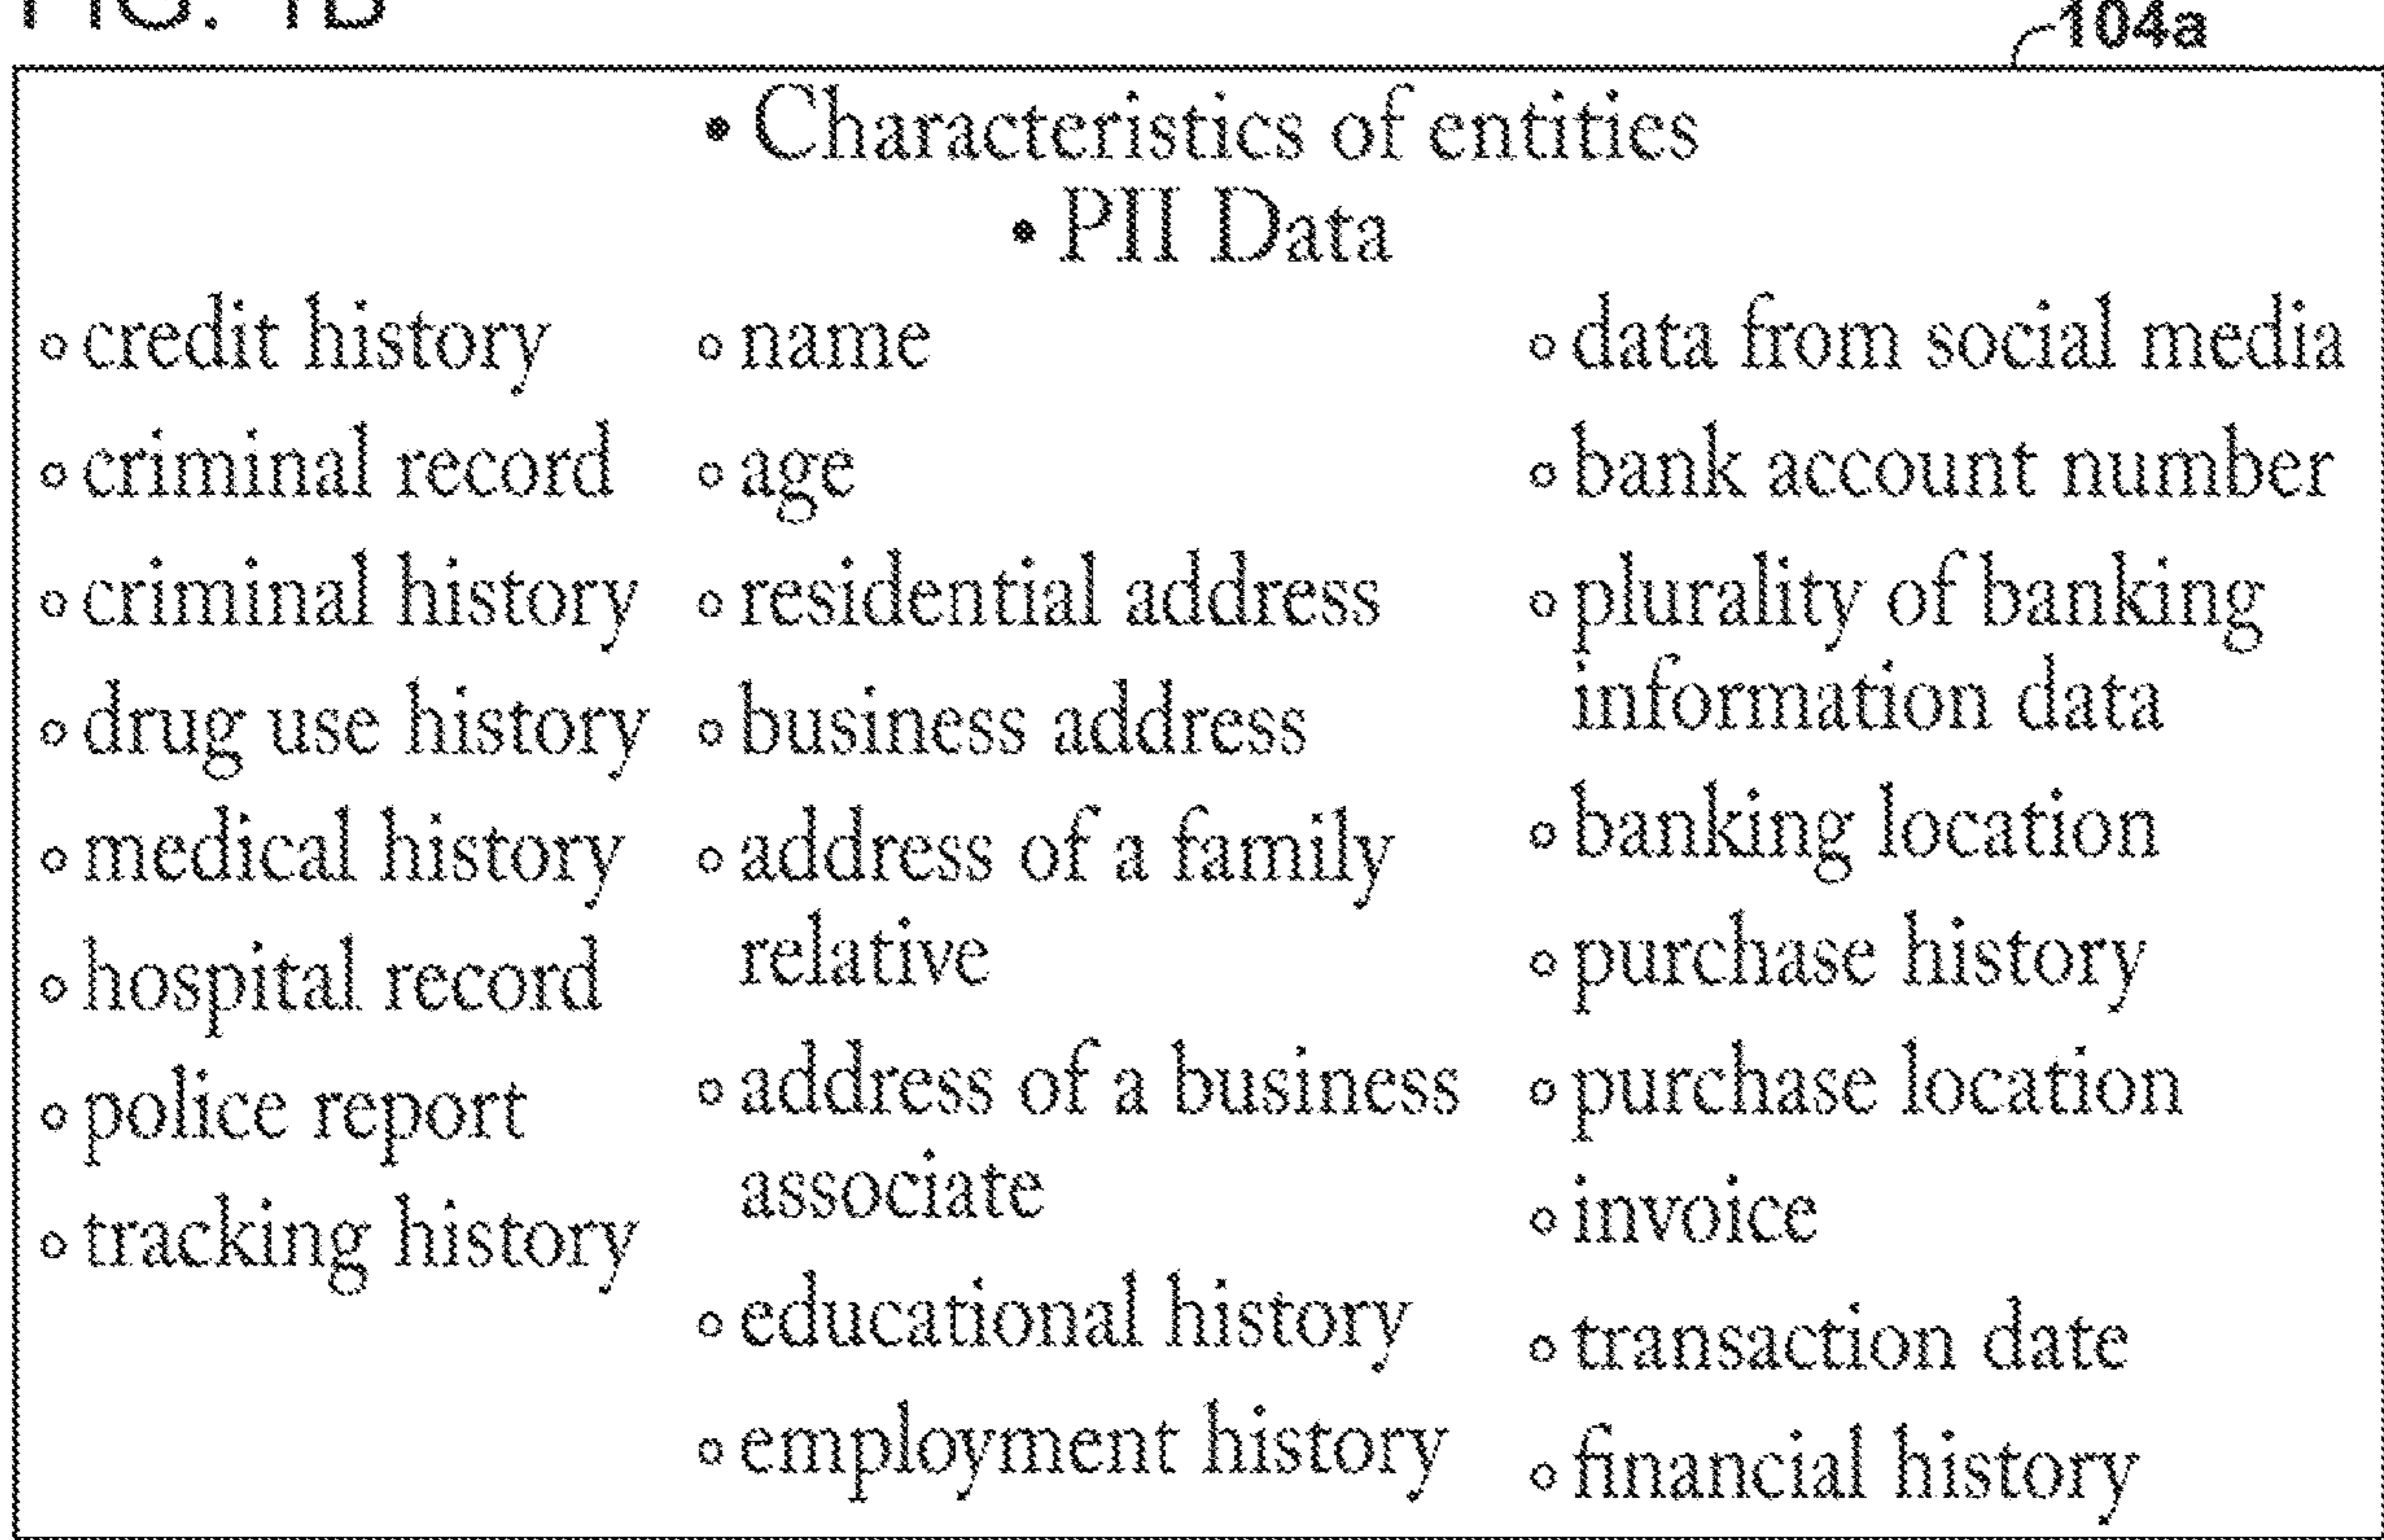 FIG. 1B
104a
• Characteristics of entities
• PII Data
∘ credit history
∘ criminal record
∘ criminal history
∘ drug use history
∘ medical history
∘ hospital record
∘ police report
∘ tracking history
∘ name
∘ age
∘ residential address
∘ business address
∘ address of a family
relative
∘ address of a business
associate
∘ educational history
∘ employment history
∘ data from social media
∘ bank account number
∘ plurality of banking
information data
∘ banking location
∘ purchase history
∘ purchase location
∘ invoice
∘ transaction date
∘ financial history